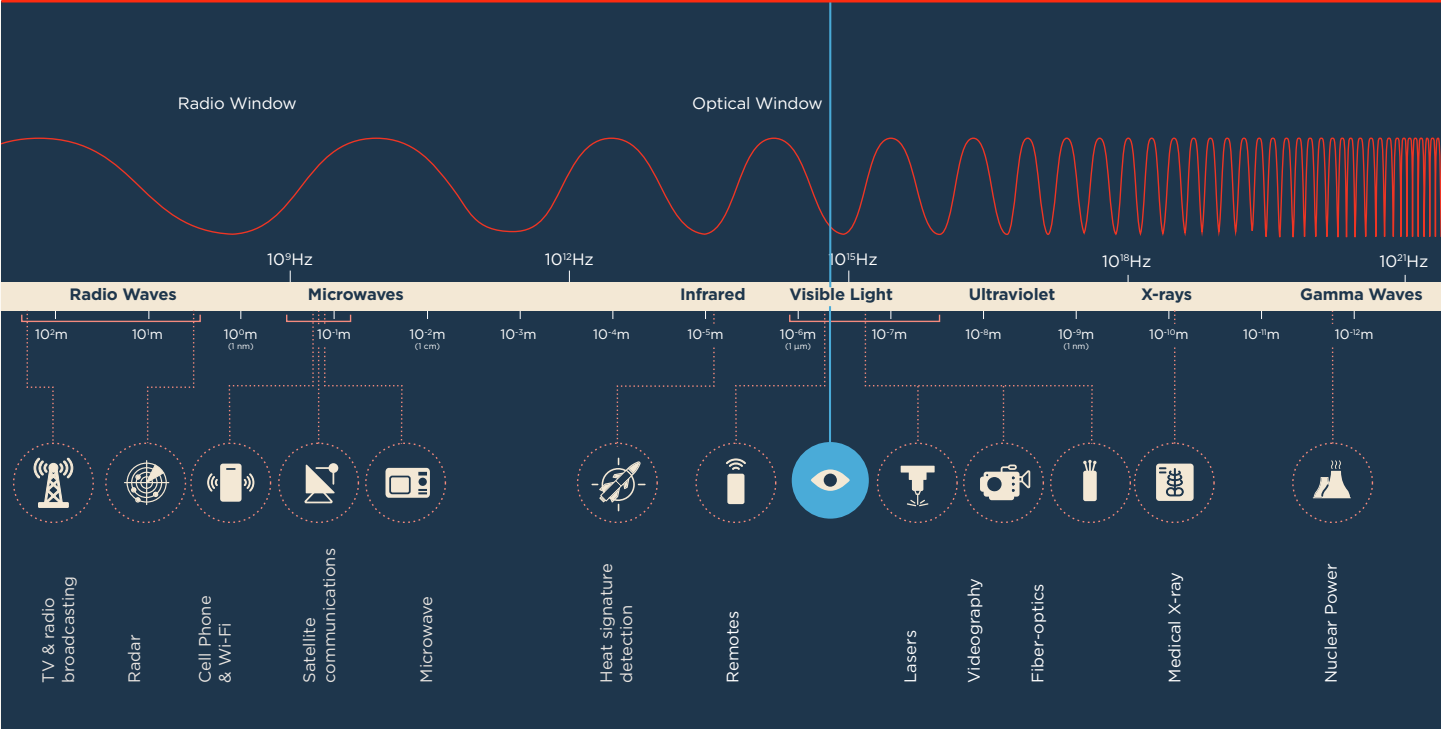 Radio Window
Optical Window
10⁹Hz
10¹²Hz
10¹⁵Hz
10¹⁸Hz
10²¹Hz
Radio Waves
Microwaves
Infrared
Visible Light
Ultraviolet
X-rays
Gamma Waves
10²m
10¹m
10⁰m
(1 nm)
10⁻¹m
10⁻²m
(1 cm)
10⁻³m
10⁻⁴m
10⁻⁵m
10⁻⁶m
(1 µm)
10⁻⁷m
10⁻⁸m
10⁻⁹m
(1 nm)
10⁻¹⁰m
10⁻¹¹m
10⁻¹²m
TV & radio
broadcasting
Radar
Cell Phone
& Wi-Fi
Satellite
communications
Microwave
Heat signature
detection
Remotes
Lasers
Videography
Fiber-optics
Medical X-ray
Nuclear Power